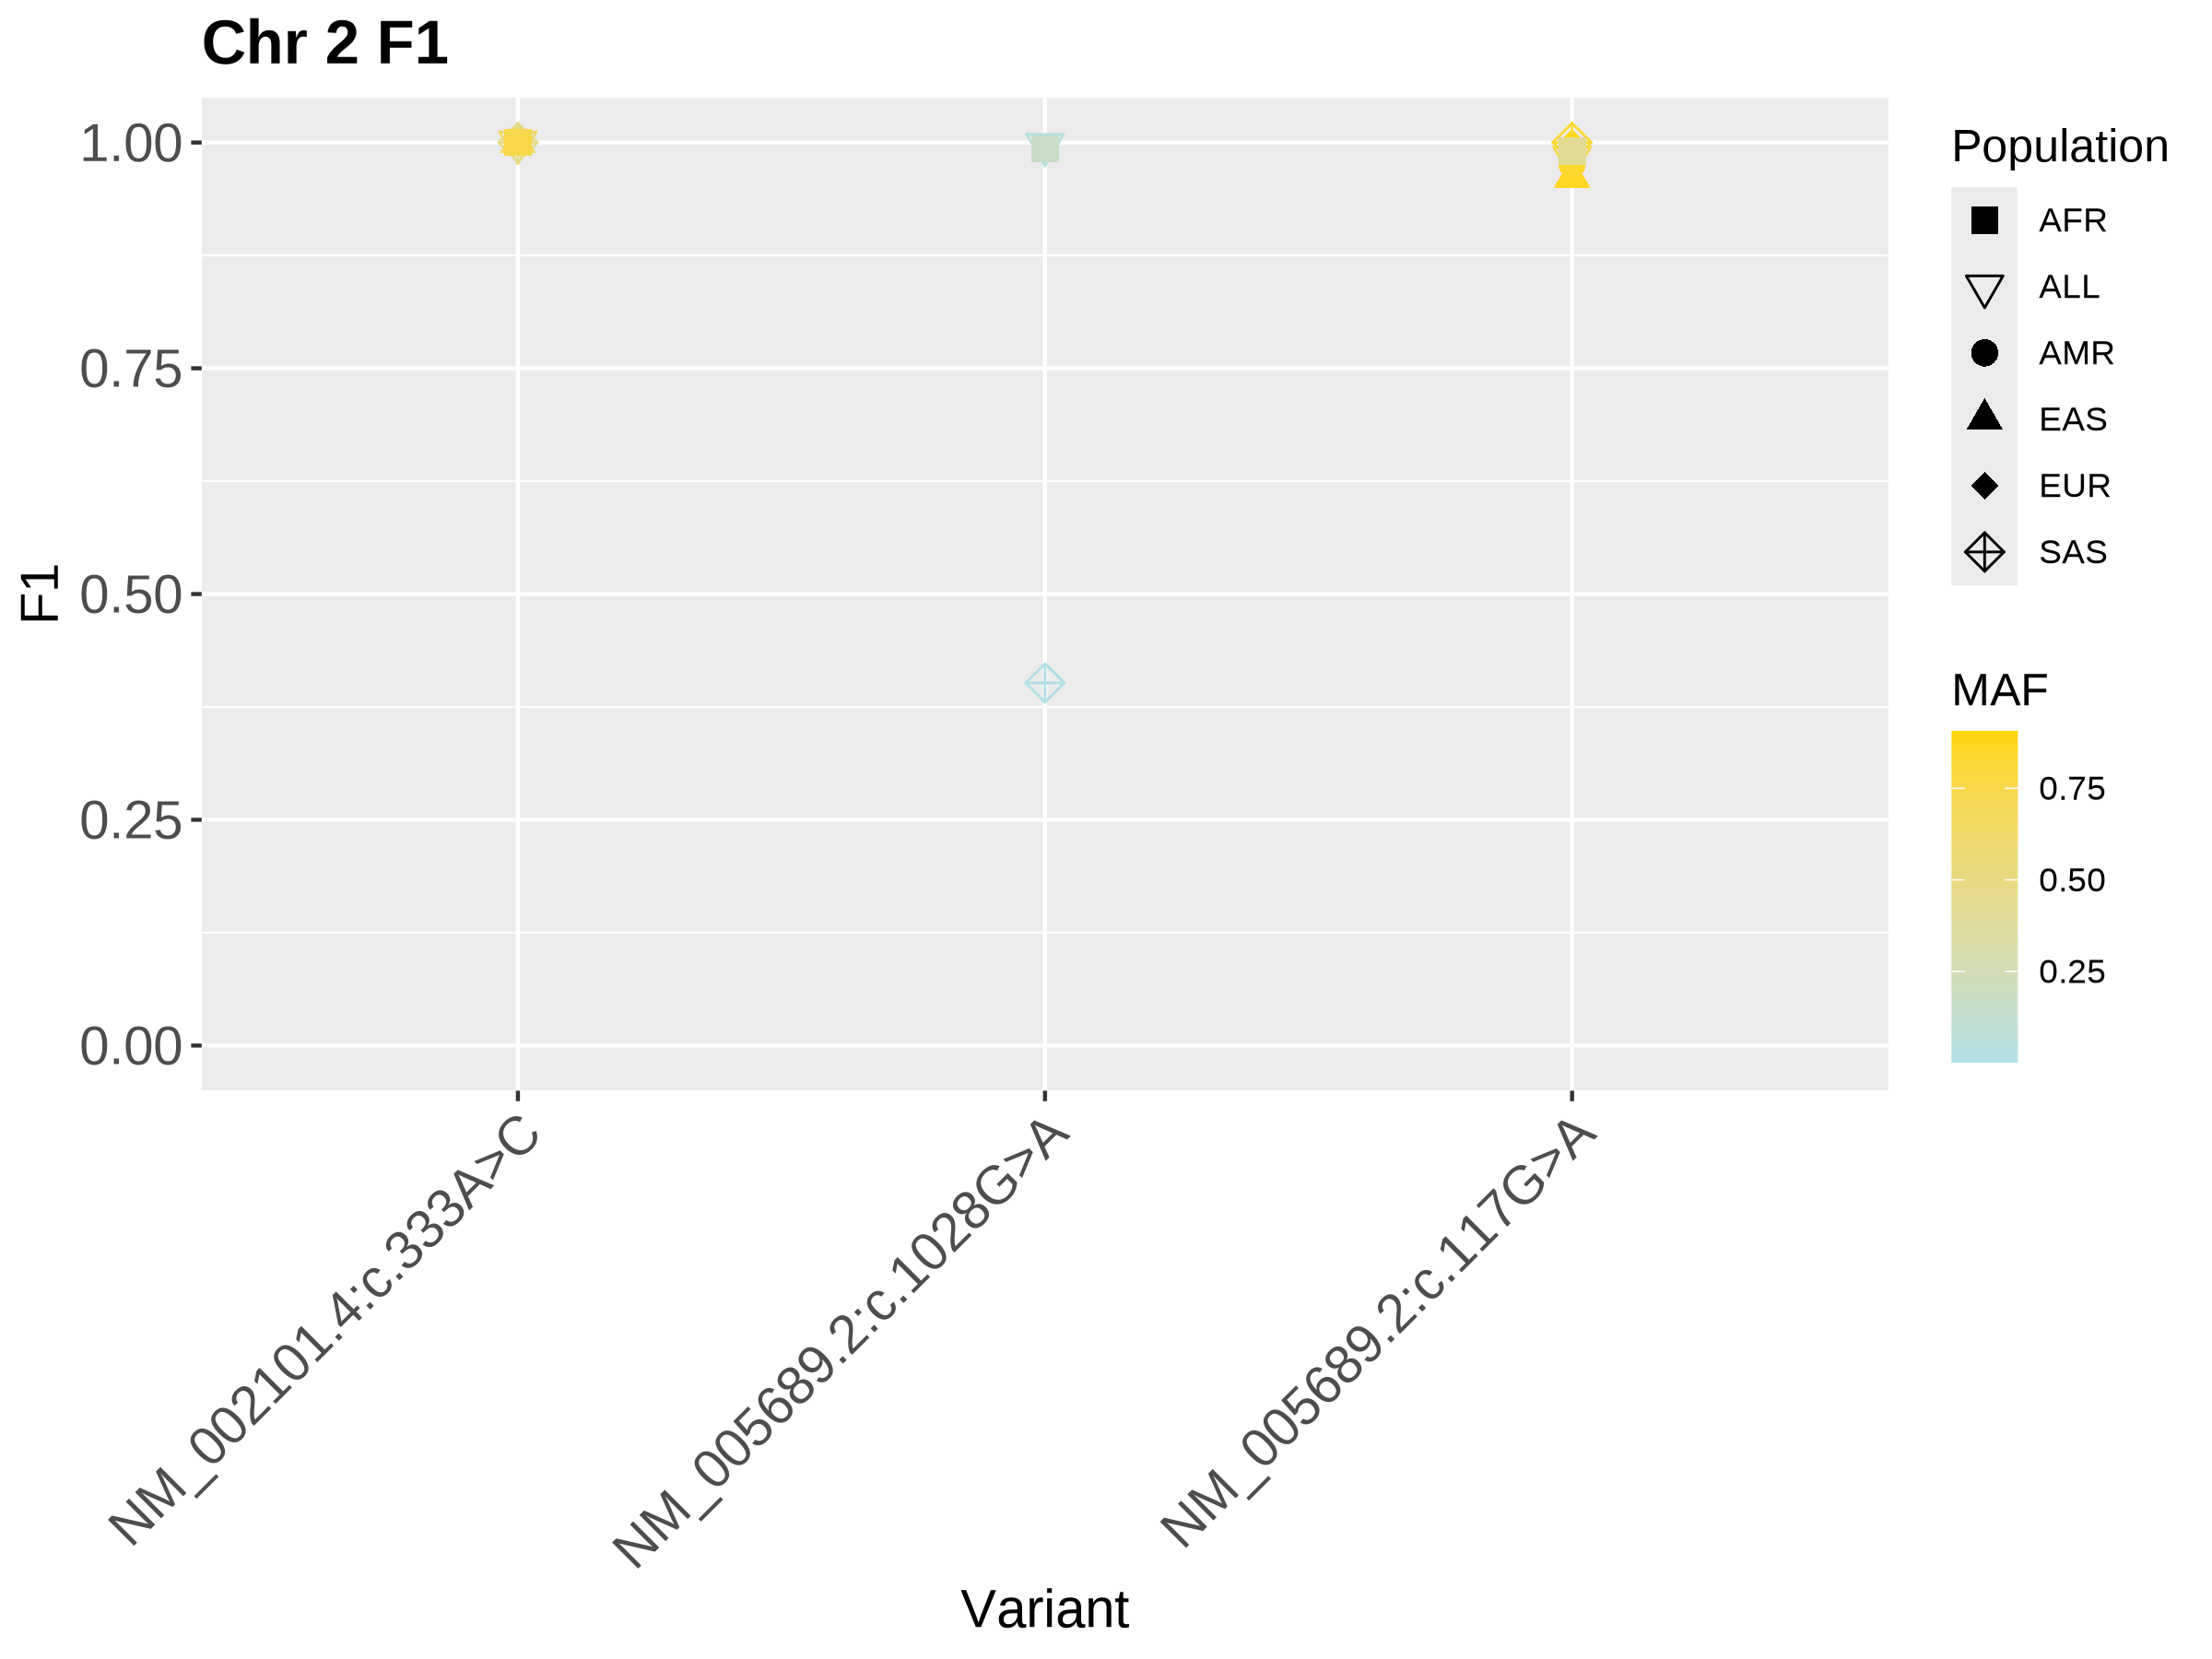 Chr 2 F1
1.00
0.75
0.50
0.25
0.00
F1
NM_002101.4:c.333A>C
NM_005689.2:c.1028G>A
NM_005689.2:c.117G>A
Variant
Population
AFR
ALL
AMR
EAS
EUR
SAS
MAF
0.75
0.50
0.25